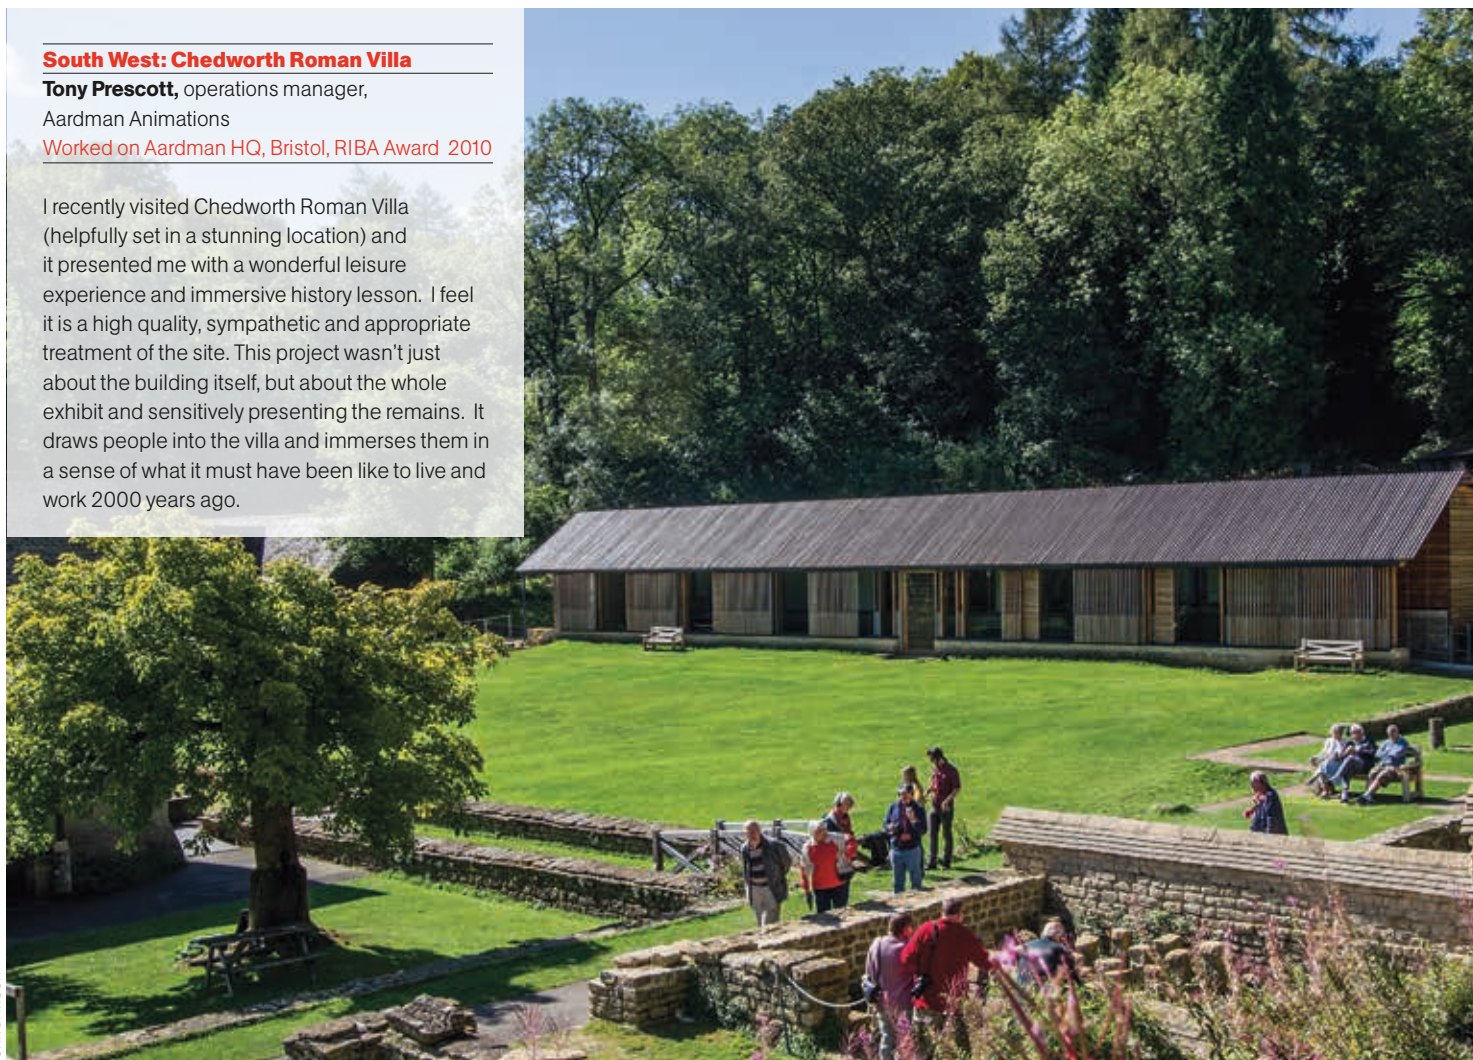 South West: Chedworth Roman Villa
Tony Prescott, operations manager,
Aardman Animations
Worked on Aardman HQ, Bristol, RIBA Award 2010
I recently visited Chedworth Roman Villa
(helpfully set in a stunning location) and
it presented me with a wonderful leisure
experience and immersive history lesson. I feel
it is a high quality, sympathetic and appropriate
treatment of the site. This project wasn't just
about the building itself, but about the whole
exhibit and sensitively presenting the remains. It
draws people into the villa and immerses them in
a sense of what it must have been like to live and
work 2000 years ago.